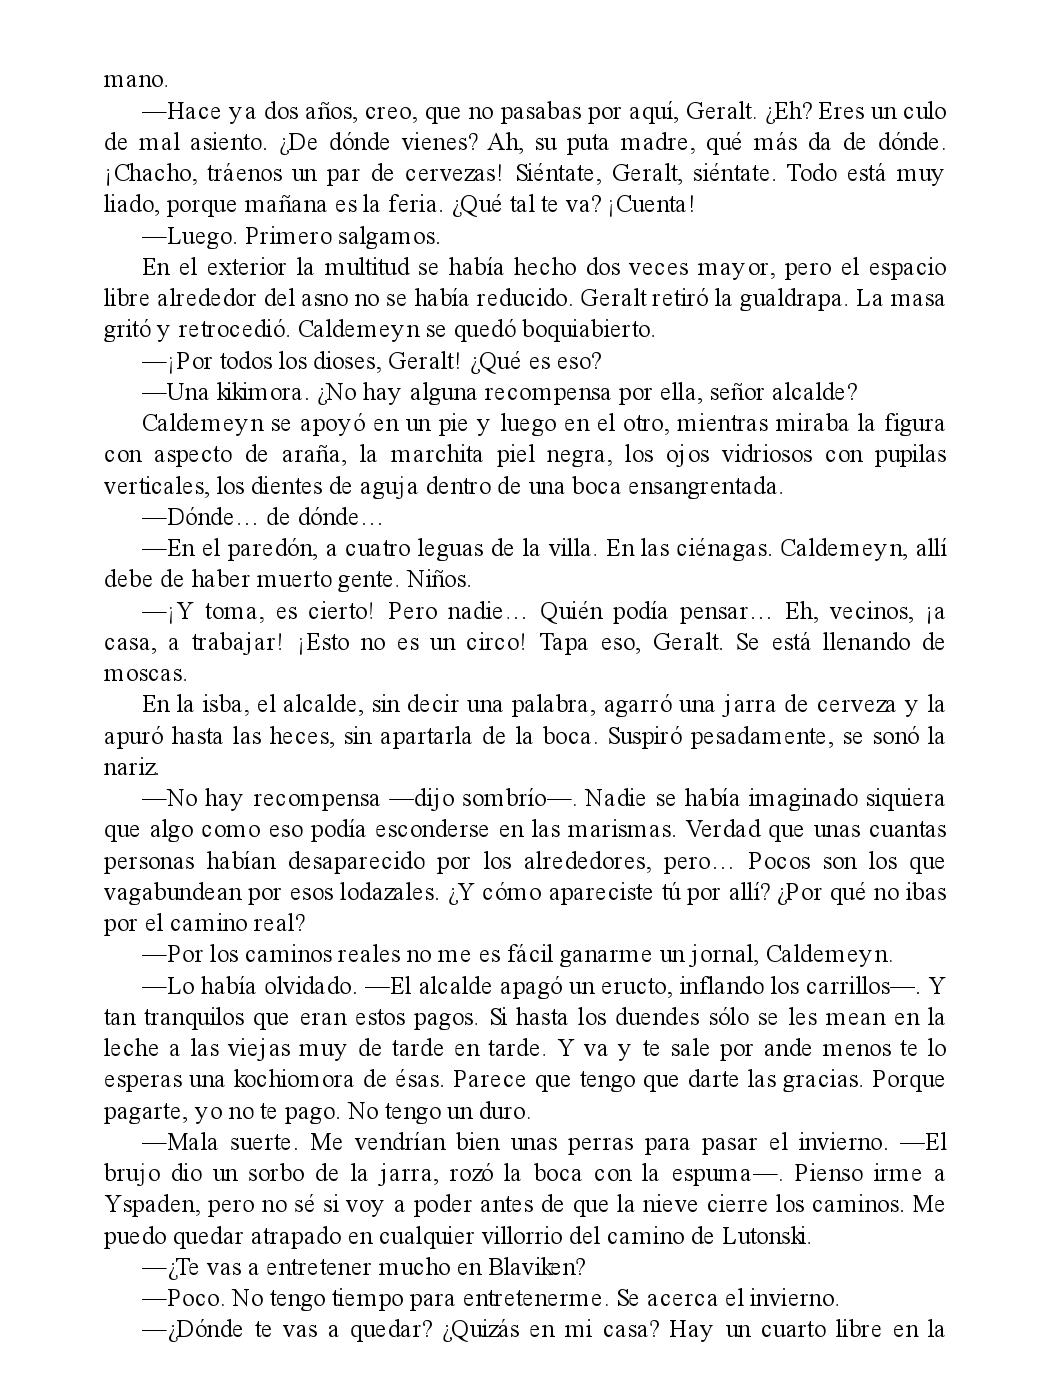 mano.
—Hace ya dos años, creo, que no pasabas por aquí, Geralt. ¿Eh? Eres un culo
de mal asiento. ¿De dónde vienes? Ah, su puta madre, qué más da de dónde.
¡Chacho, tráenos un par de cervezas! Siéntate, Geralt, siéntate. Todo está muy
liado, porque mañana es la feria. ¿Qué tal te va? ¡Cuenta!
—Luego. Primero salgamos.
En el exterior la multitud se había hecho dos veces mayor, pero el espacio
libre alrededor del asno no se había reducido. Geralt retiró la gualdrapa. La masa
gritó y retrocedió. Caldemeyn se quedó boquiabierto.
—¡Por todos los dioses, Geralt! ¿Qué es eso?
—Una kikimora. ¿No hay alguna recompensa por ella, señor alcalde?
Caldemeyn se apoyó en un pie y luego en el otro, mientras miraba la figura
con aspecto de araña, la marchita piel negra, los ojos vidriosos con pupilas
verticales, los dientes de aguja dentro de una boca ensangrentada.
—Dónde… de dónde…
—En el paredón, a cuatro leguas de la villa. En las ciénagas. Caldemeyn, allí
debe de haber muerto gente. Niños.
—¡Y toma, es cierto! Pero nadie… Quién podía pensar… Eh, vecinos, ¡a
casa, a trabajar! ¡Esto no es un circo! Tapa eso, Geralt. Se está llenando de
moscas.
En la isba, el alcalde, sin decir una palabra, agarró una jarra de cerveza y la
apuró hasta las heces, sin apartarla de la boca. Suspiró pesadamente, se sonó la
nariz.
—No hay recompensa —dijo sombrío—. Nadie se había imaginado siquiera
que algo como eso podía esconderse en las marismas. Verdad que unas cuantas
personas habían desaparecido por los alrededores, pero… Pocos son los que
vagabundean por esos lodazales. ¿Y cómo apareciste tú por allí? ¿Por qué no ibas
por el camino real?
—Por los caminos reales no me es fácil ganarme un jornal, Caldemeyn.
—Lo había olvidado. —El alcalde apagó un eructo, inflando los carrillos—. Y
tan tranquilos que eran estos pagos. Si hasta los duendes sólo se les mean en la
leche a las viejas muy de tarde en tarde. Y va y te sale por ande menos te lo
esperas una kochiomora de ésas. Parece que tengo que darte las gracias. Porque
pagarte, yo no te pago. No tengo un duro.
—Mala suerte. Me vendrían bien unas perras para pasar el invierno. —El
brujo dio un sorbo de la jarra, rozó la boca con la espuma—. Pienso irme a
Yspaden, pero no sé si voy a poder antes de que la nieve cierre los caminos. Me
puedo quedar atrapado en cualquier villorrio del camino de Lutonski.
—¿Te vas a entretener mucho en Blaviken?
—Poco. No tengo tiempo para entretenerme. Se acerca el invierno.
—¿Dónde te vas a quedar? ¿Quizás en mi casa? Hay un cuarto libre en la